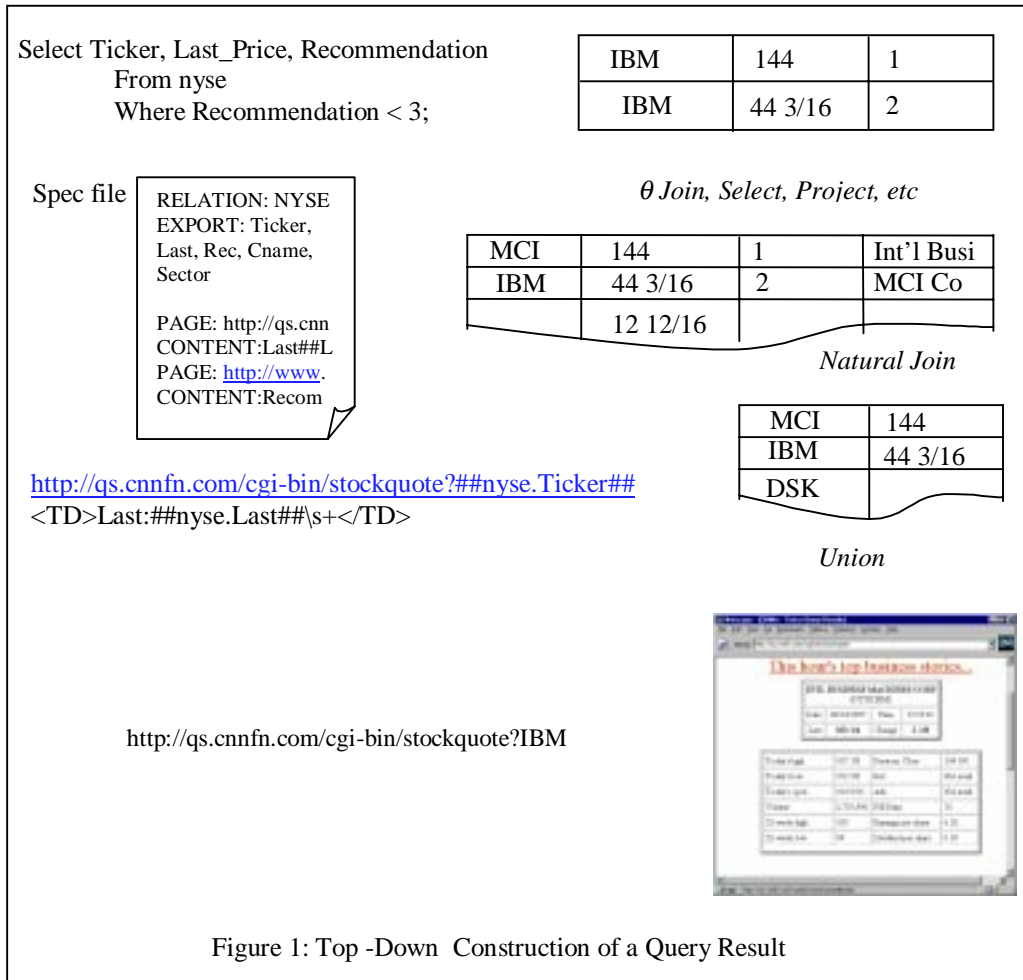 Select Ticker, Last_Price, Recommendation
From nyse
Where Recommendation < 3;
IBM 144 1
IBM 44 3/16 2
θ Join, Select, Project, etc
Spec file
RELATION: NYSE
EXPORT: Ticker,
Last, Rec, Cname,
Sector
PAGE: http://qs.cnn
CONTENT:Last##L
PAGE: http://www.
CONTENT:Recom
MCI 144 1 Int'l Busi
IBM 44 3/16 2 MCI Co
12 12/16
Natural Join
MCI 144
IBM 44 3/16
DSK
Union
http://qs.cnnfn.com/cgi-bin/stockquote?##nyse.Ticker##
<TD>Last:##nyse.Last##\s+</TD>
This hour's top business stories...
http://qs.cnnfn.com/cgi-bin/stockquote?IBM
Figure 1: Top -Down Construction of a Query Result